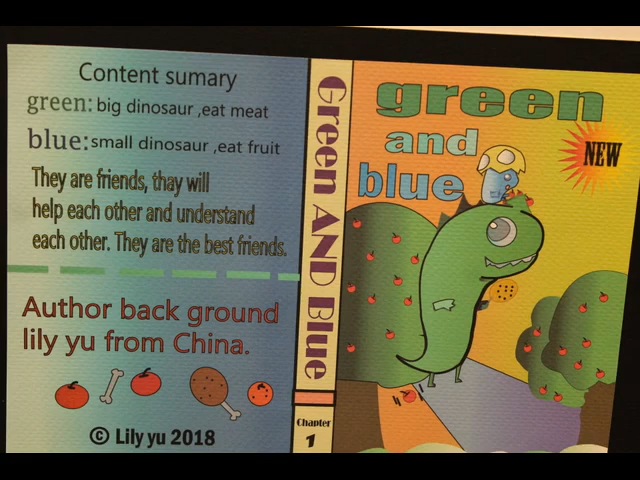 Content sumary
green: big dinosaur ,eat meat
blue: small dinosaur ,eat fruit
They are friends, thay will
help each other and understand
each other. They are the best friends.
Author back ground
lily yu from China.
© Lily yu 2018
Green AND Blue
Chapter
1
green
and
blue
NEW